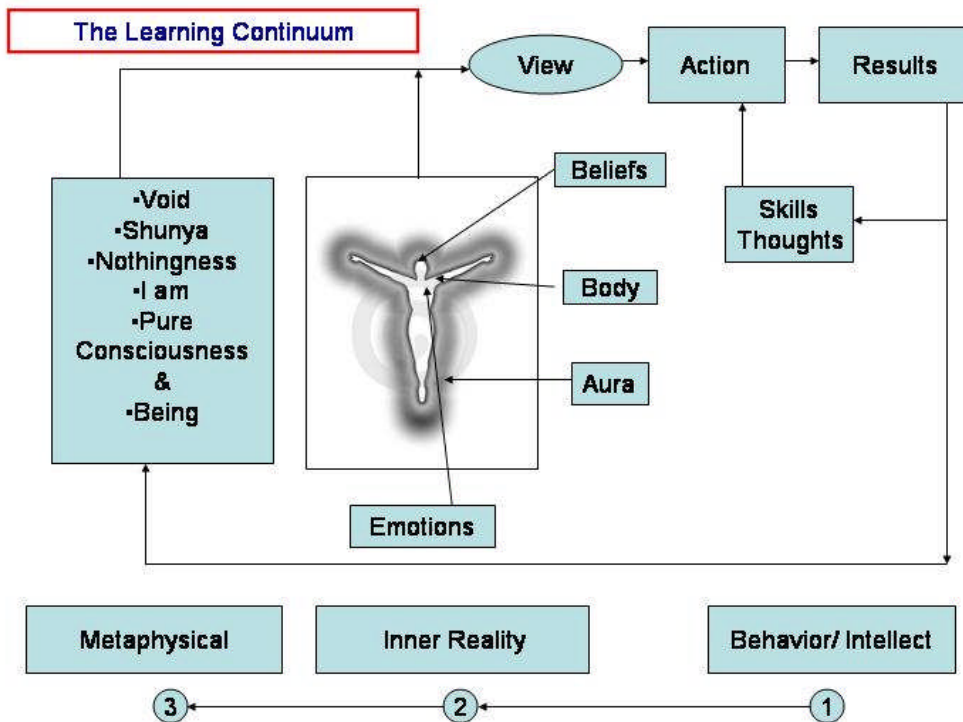 The Learning Continuum
View
Action
Results
Beliefs
Skills
Thoughts
▪Void
▪Shunya
▪Nothingness
▪I am
▪Pure
Consciousness
&
▪Being
Body
Aura
Emotions
Metaphysical
Inner Reality
Behavior/ Intellect
3
2
1